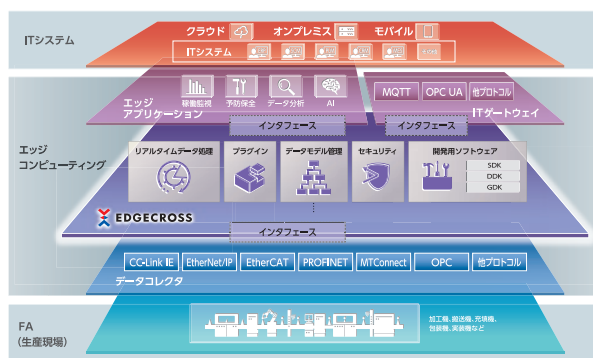 ITシステム
クラウド
オンプレミス
モバイル
ITシステム
稼働監視
予防保全
データ分析
AI
エッジ
アプリケーション
MQTT
OPC UA
他プロトコル
ITゲートウェイ
エッジ
コンピューティング
インタフェース
インタフェース
リアルタイムデータ処理
プラグイン
データモデル管理
セキュリティ
開発用ソフトウェア
SDK
DDK
GDK
EDGECROSS
インタフェース
CC-Link IE
EtherNet/IP
EtherCAT
PROFINET
MTConnect
OPC
他プロトコル
データコレクタ
FA
(生産現場)
加工機、搬送機、充填機、
包装機、実装機など